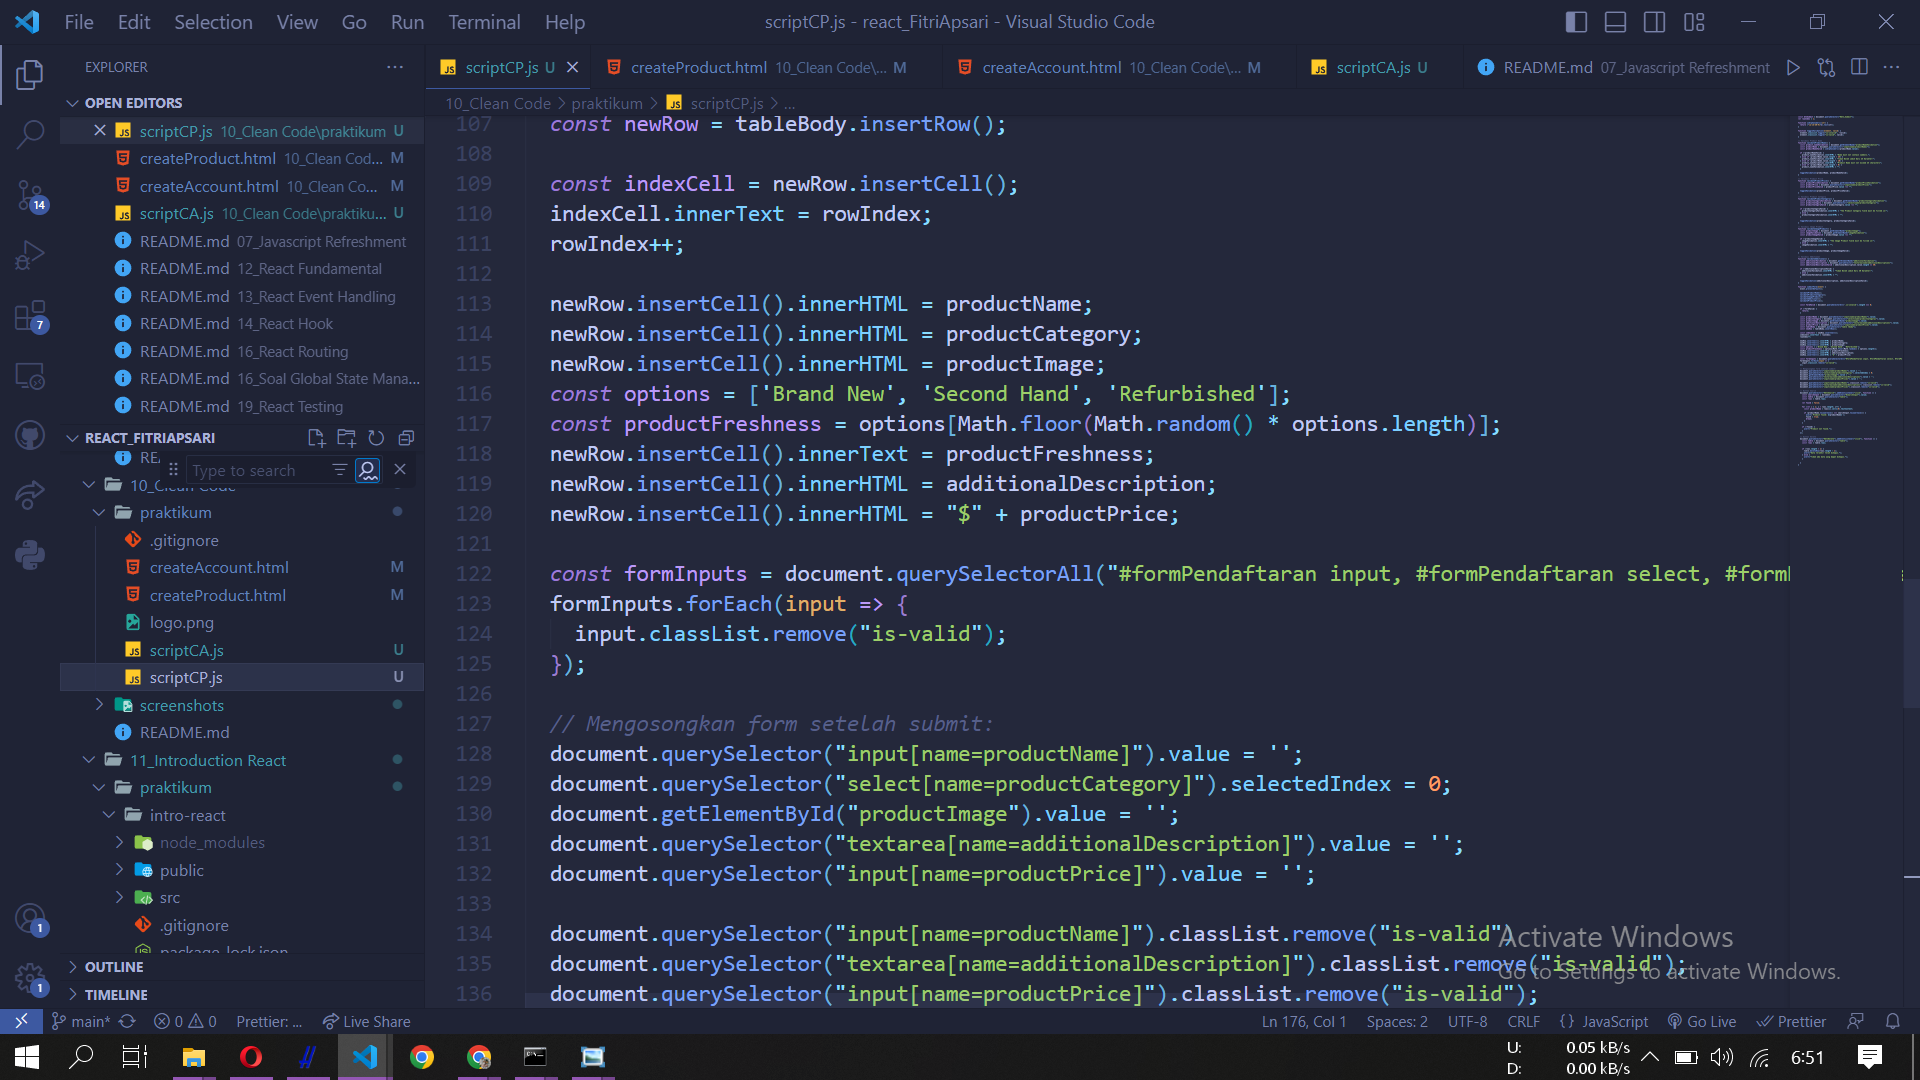 File Edit Selection View Go Run Terminal Help
scriptCP.js - react_FitriApsari - Visual Studio Code
EXPLORER
OPEN EDITORS
scriptCP.js 10_Clean Code\praktikum U
createProduct.html 10_Clean Cod... M
createAccount.html 10_Clean Co... M
scriptCA.js 10_Clean Code\praktiku... U
README.md 07_Javascript Refreshment
README.md 12_React Fundamental
README.md 13_React Event Handling
README.md 14_React Hook
README.md 16_React Routing
README.md 16_Soal Global State Mana...
README.md 19_React Testing
REACT_FITRIAPSARI
RE
Type to search
10_Clean Code
praktikum
.gitignore
createAccount.html M
createProduct.html M
logo.png
scriptCA.js U
scriptCP.js U
screenshots
README.md
11_Introduction React
praktikum
intro-react
node_modules
public
src
.gitignore
package-lock.json
OUTLINE
TIMELINE
14
7
1
1
scriptCP.js U
createProduct.html 10_Clean Code\... M
createAccount.html 10_Clean Code\... M
scriptCA.js U
README.md 07_Javascript Refreshment
10_Clean Code > praktikum > scriptCP.js > ...
107 const newRow = tableBody.insertRow();
108
109 const indexCell = newRow.insertCell();
110 indexCell.innerText = rowIndex;
111 rowIndex++;
112
113 newRow.insertCell().innerHTML = productName;
114 newRow.insertCell().innerHTML = productCategory;
115 newRow.insertCell().innerHTML = productImage;
116 const options = ['Brand New', 'Second Hand', 'Refurbished'];
117 const productFreshness = options[Math.floor(Math.random() * options.length)];
118 newRow.insertCell().innerText = productFreshness;
119 newRow.insertCell().innerHTML = additionalDescription;
120 newRow.insertCell().innerHTML = "$" + productPrice;
121
122 const formInputs = document.querySelectorAll("#formPendaftaran input, #formPendaftaran select, #form
123 formInputs.forEach(input => {
124 input.classList.remove("is-valid");
125 });
126
127 // Mengosongkan form setelah submit:
128 document.querySelector("input[name=productName]").value = '';
129 document.querySelector("select[name=productCategory]").selectedIndex = 0;
130 document.getElementById("productImage").value = '';
131 document.querySelector("textarea[name=additionalDescription]").value = '';
132 document.querySelector("input[name=productPrice]").value = '';
133
134 document.querySelector("input[name=productName]").classList.remove("is-valid")
135 document.querySelector("textarea[name=additionalDescription]").classList.remove("is-valid");
136 document.querySelector("input[name=productPrice]").classList.remove("is-valid");
Activate Windows
Go to Settings to activate Windows.
main* 0 0 Prettier: ... Live Share
Ln 176, Col 1 Spaces: 2 UTF-8 CRLF {} JavaScript Go Live Prettier
U: 0.05 kB/s
D: 0.00 kB/s
6:51